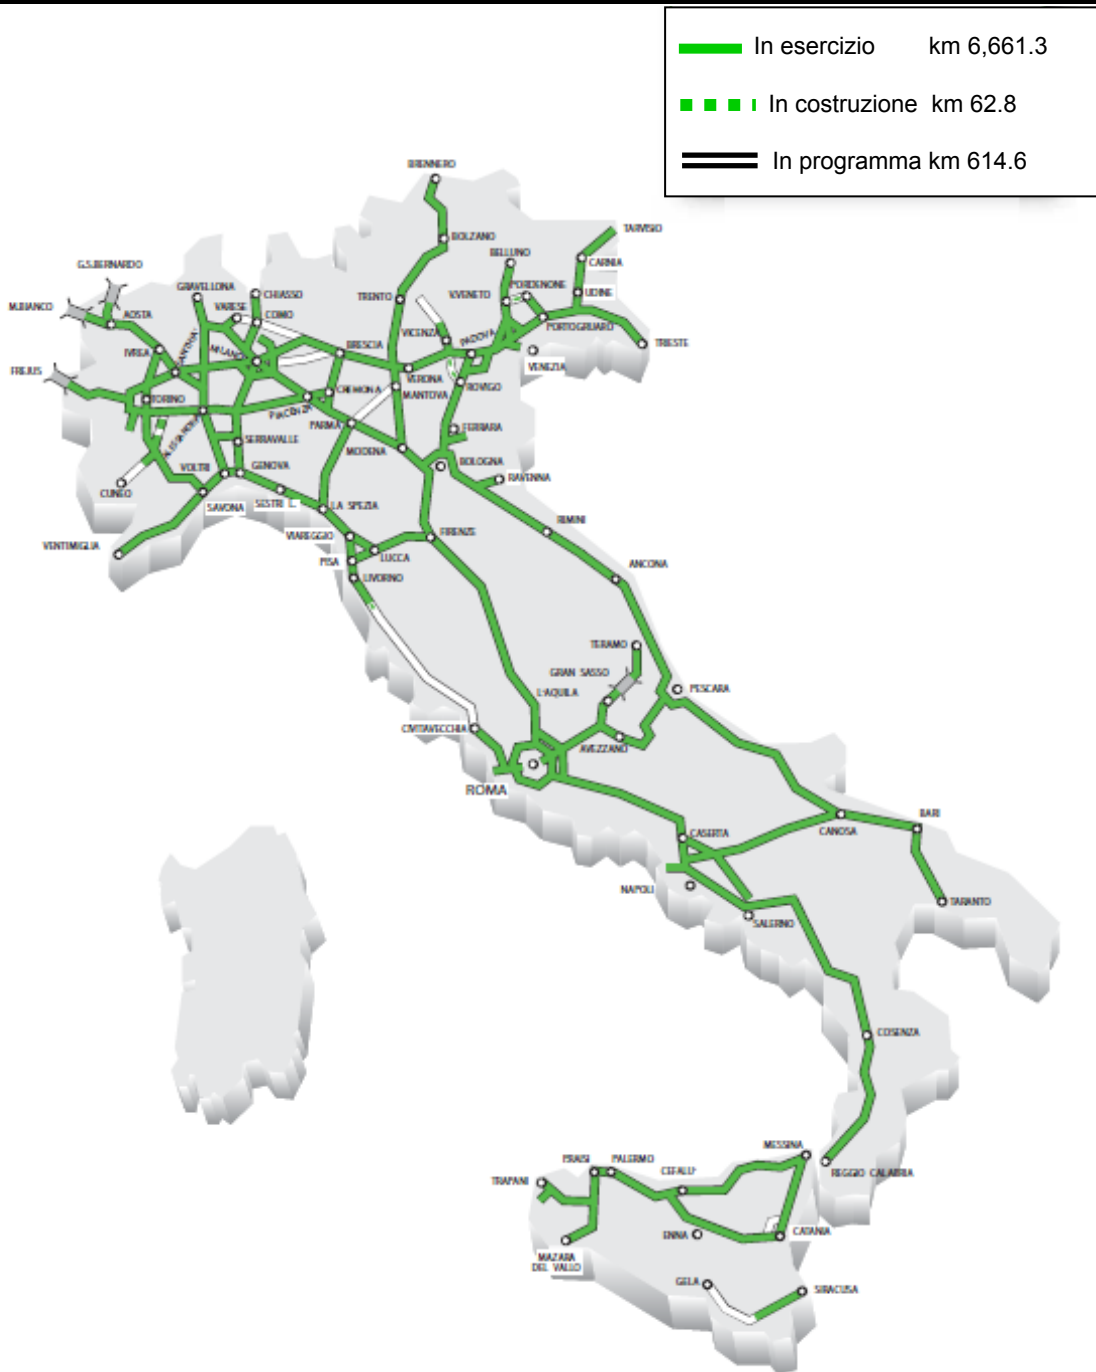 In esercizio km 6,661.3
In costruzione km 62.8
In programma km 614.6
BRENNERO
TARVISIO
BOLZANO
BELLUNO
CARNIA
G.S.BERNARDO
GRAVELLONA
CHIASSO
TRENTO
V.VENETO
PORDENONE
UDINE
M.BIANCO
AOSTA
VARESE
COMO
PORTOGRUARO
VICENZA
PADOVA
TRIESTE
IVREA
SANTHIA'
MILANO
BRESCIA
VENEZIA
FREJUS
VERONA
TORINO
CREMONA
MANTOVA
ROVIGO
PIACENZA
ALESSANDRIA
PARMA
FERRARA
SERRAVALLE
MODENA
BOLOGNA
VOLTRI
GENOVA
RAVENNA
CUNEO
SAVONA
SESTRI L.
LA SPEZIA
RIMINI
VENTIMIGLIA
VIAREGGIO
FIRENZE
LUCCA
PISA
ANCONA
LIVORNO
TERAMO
GRAN SASSO
L'AQUILA
PESCARA
CIVITAVECCHIA
AVEZZANO
ROMA
BARI
CASERTA
CANOSA
NAPOLI
TARANTO
SALERNO
COSENZA
MESSINA
PALERMO
CEFALU'
REGGIO CALABRIA
TRAPANI
ENNA
CATANIA
MAZARA
DEL VALLO
GELA
SIRACUSA